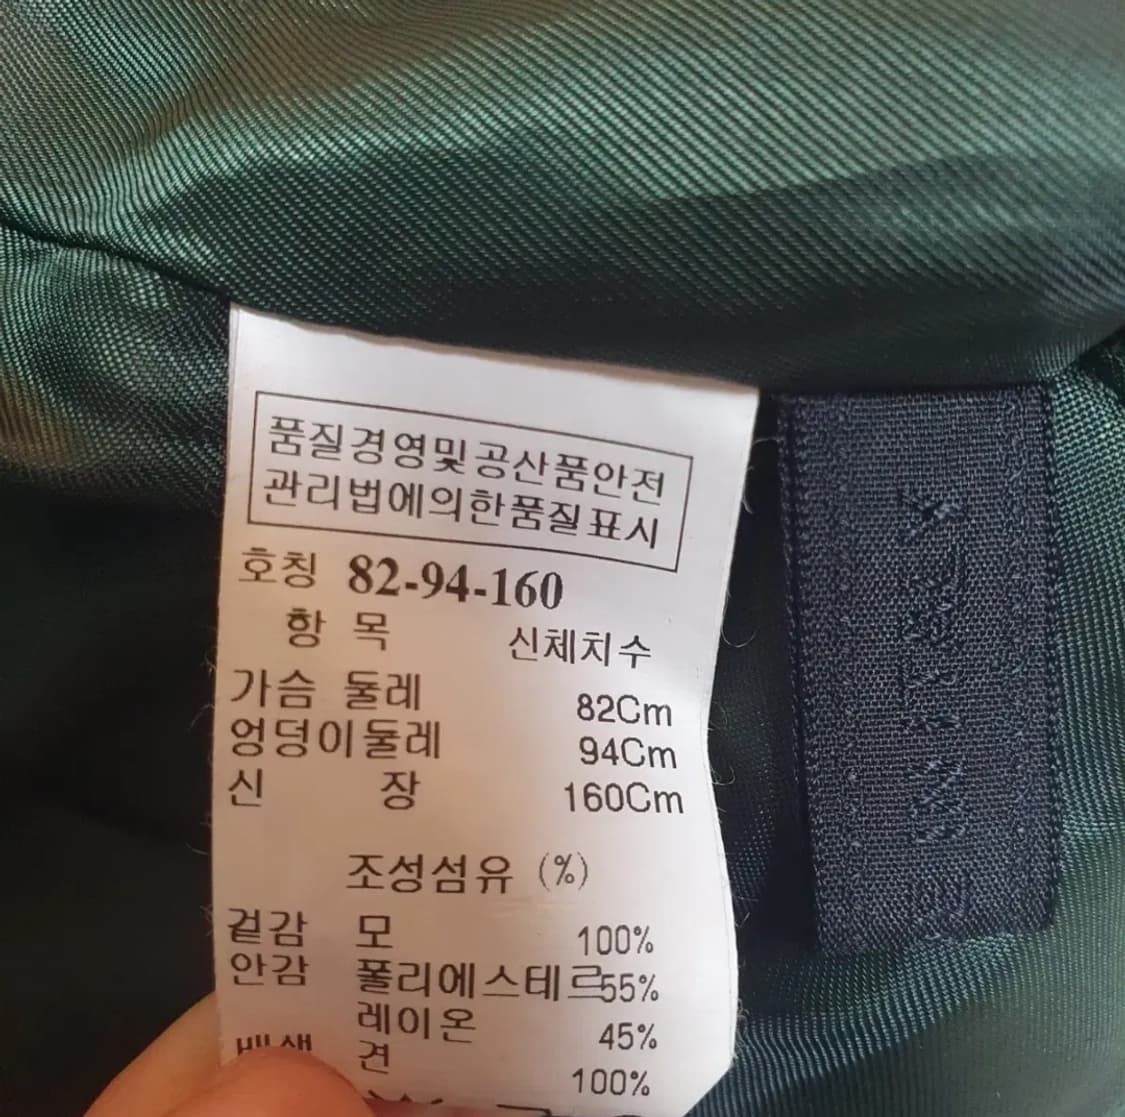 품질경영및공산품안전
관리법에의한품질표시
호칭 82-94-160
항 목 신체치수
가슴 둘레 82Cm
엉덩이둘레 94Cm
신 장 160Cm
조성섬유 (%)
겉감 모 100%
안감 폴리에스테르55%
레이온 45%
배색 견 100%